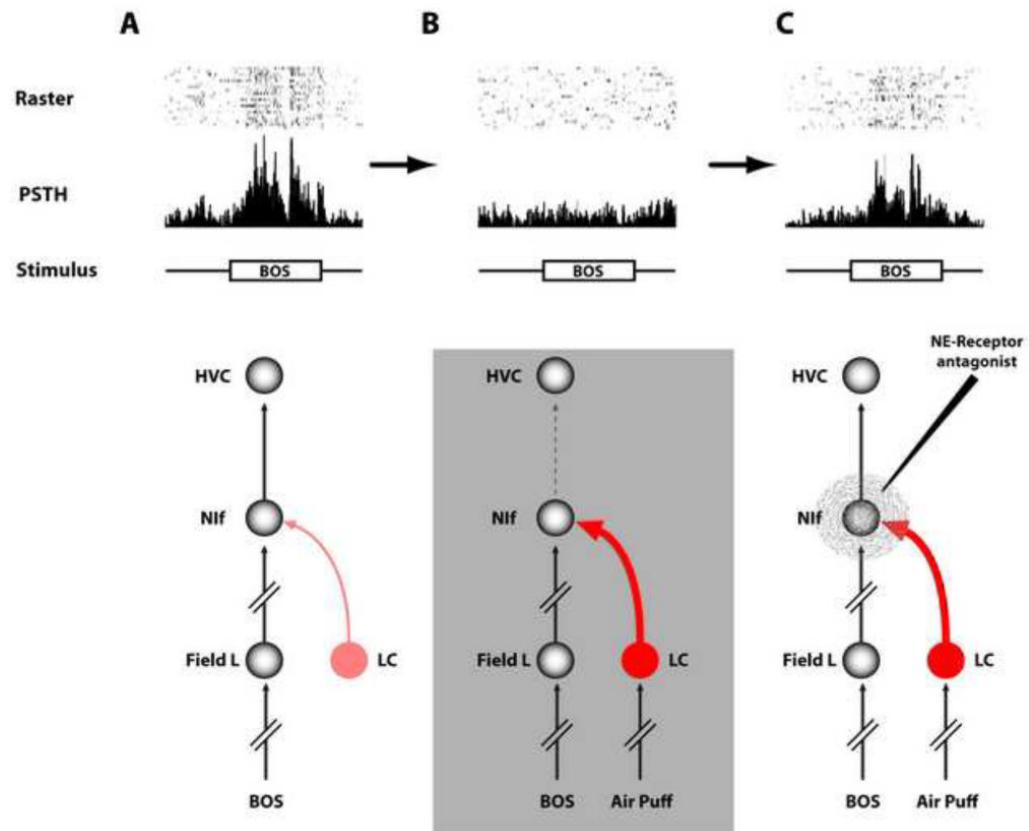 A B C
Raster
PSTH
Stimulus BOS BOS BOS
NE-Receptor
antagonist
HVC HVC HVC
NIf NIf NIf
Field L LC Field L LC Field L LC
BOS BOS Air Puff BOS Air Puff